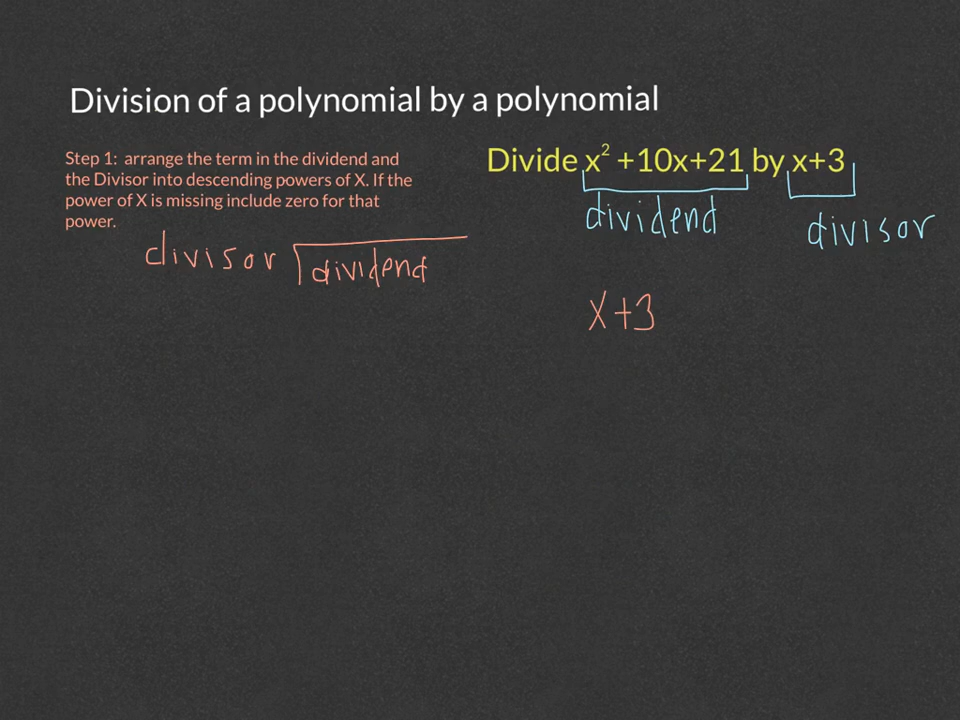 Division of a polynomial by a polynomial
Step 1: arrange the term in the dividend and
the Divisor into descending powers of X. If the
power of X is missing include zero for that
power.
divisor dividend
Divide x² +10x+21 by x+3
dividend divisor
x+3